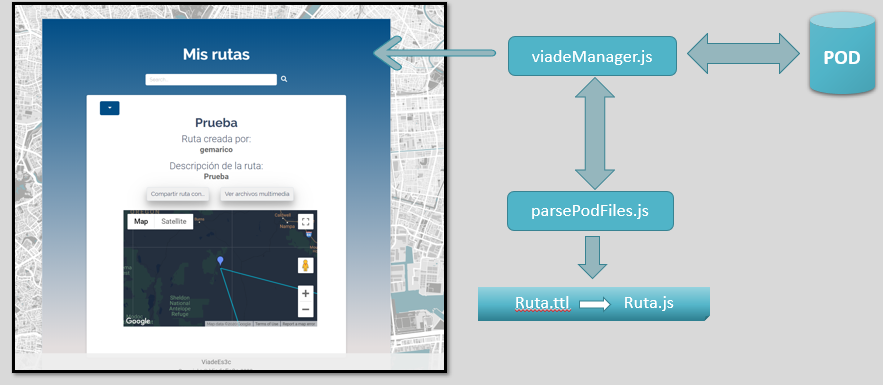 Mis rutas
Search...
Prueba
Ruta creada por:
gemarico
Descripción de la ruta:
Prueba
Compartir ruta con...
Ver archivos multimedia
Map
Satellite
Caldwell
Nampa
Sheldon
National
Antelope
Refuge
Google
Map data ©2020 Google
Terms of Use
Report a map error
ViadeEs3c
viadeManager.js
POD
parsePodFiles.js
Ruta.ttl
Ruta.js